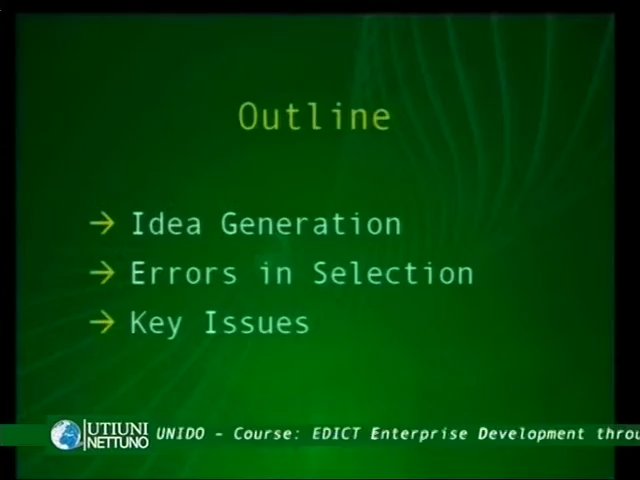 Outline
→ Idea Generation
→ Errors in Selection
→ Key Issues
UTIUNI
NETTUNO
UNIDO - Course: EDICT Enterprise Development throu